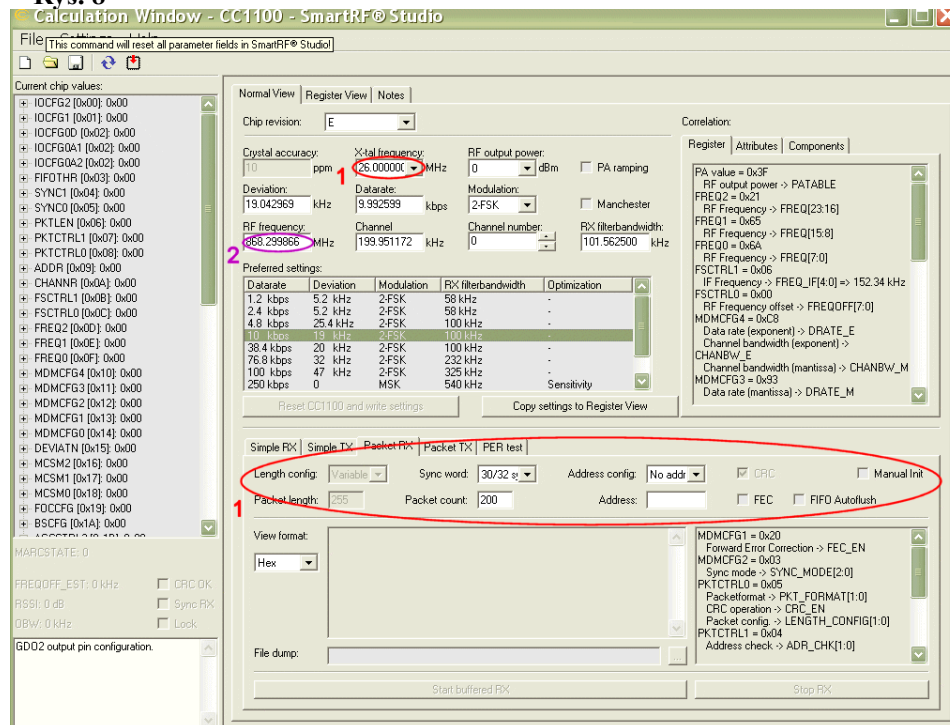 Rys. 8
Calculation Window - CC1100 - SmartRF® Studio
File Settings Help
This command will reset all parameter fields in SmartRF® Studio!
Current chip values:
IOCFG2 [0x00]: 0x00
IOCFG1 [0x01]: 0x00
IOCFG0D [0x02]: 0x00
IOCFG0A1 [0x02]: 0x00
IOCFG0A2 [0x02]: 0x00
FIFOTHR [0x03]: 0x00
SYNC1 [0x04]: 0x00
SYNC0 [0x05]: 0x00
PKTLEN [0x06]: 0x00
PKTCTRL1 [0x07]: 0x00
PKTCTRL0 [0x08]: 0x00
ADDR [0x09]: 0x00
CHANNR [0x0A]: 0x00
FSCTRL1 [0x0B]: 0x00
FSCTRL0 [0x0C]: 0x00
FREQ2 [0x0D]: 0x00
FREQ1 [0x0E]: 0x00
FREQ0 [0x0F]: 0x00
MDMCFG4 [0x10]: 0x00
MDMCFG3 [0x11]: 0x00
MDMCFG2 [0x12]: 0x00
MDMCFG1 [0x13]: 0x00
MDMCFG0 [0x14]: 0x00
DEVIATN [0x15]: 0x00
MCSM2 [0x16]: 0x00
MCSM1 [0x17]: 0x00
MCSM0 [0x18]: 0x00
FOCCFG [0x19]: 0x00
BSCFG [0x1A]: 0x00
MARCSTATE: 0
FREQOFF_EST: 0 kHz CRC OK
RSSI: 0 dB Sync RX
OBW: 0 kHz Lock
GDO2 output pin configuration.
Normal View Register View Notes
Chip revision: E
Crystal accuracy: X-tal frequency: RF output power:
10 ppm 1 26.000000 MHz 0 dBm PA ramping
Deviation: Datarate: Modulation:
19.042969 kHz 9.992599 kbps 2-FSK Manchester
RF frequency: Channel Channel number: RX filterbandwidth:
2 868.299866 MHz 199.951172 kHz 0 101.562500 kHz
Preferred settings:
Datarate Deviation Modulation RX filterbandwidth Optimization
1.2 kbps 5.2 kHz 2-FSK 58 kHz -
2.4 kbps 5.2 kHz 2-FSK 58 kHz -
4.8 kbps 25.4 kHz 2-FSK 100 kHz -
10 kbps 19 kHz 2-FSK 100 kHz -
38.4 kbps 20 kHz 2-FSK 100 kHz -
76.8 kbps 32 kHz 2-FSK 232 kHz -
100 kbps 47 kHz 2-FSK 325 kHz -
250 kbps 0 MSK 540 kHz Sensitivity
Reset CC1100 and write settings Copy settings to Register View
Correlation:
Register Attributes Components
PA value = 0x3F
RF output power -> PATABLE
FREQ2 = 0x21
RF Frequency -> FREQ[23:16]
FREQ1 = 0x65
RF Frequency -> FREQ[15:8]
FREQ0 = 0x6A
RF Frequency -> FREQ[7:0]
FSCTRL1 = 0x06
IF Frequency -> FREQ_IF[4:0] => 152.34 kHz
FSCTRL0 = 0x00
RF Frequency offset -> FREQOFF[7:0]
MDMCFG4 = 0xC8
Data rate (exponent) -> DRATE_E
Channel bandwidth (exponent) ->
CHANBW_E
Channel bandwidth (mantissa) -> CHANBW_M
MDMCFG3 = 0x93
Data rate (mantissa) -> DRATE_M
Simple RX Simple TX Packet RX Packet TX PER test
Length config: Variable Sync word: 30/32 sy Address config: No addr CRC Manual Init
1 Packet length: 255 Packet count: 200 Address: FEC FIFO Autoflush
View format:
Hex
File dump: ...
Start buffered RX Stop RX
MDMCFG1 = 0x20
Forward Error Correction -> FEC_EN
MDMCFG2 = 0x03
Sync mode -> SYNC_MODE[2:0]
PKTCTRL0 = 0x05
Packetformat -> PKT_FORMAT[1:0]
CRC operation -> CRC_EN
Packet config. -> LENGTH_CONFIG[1:0]
PKTCTRL1 = 0x04
Address check -> ADR_CHK[1:0]